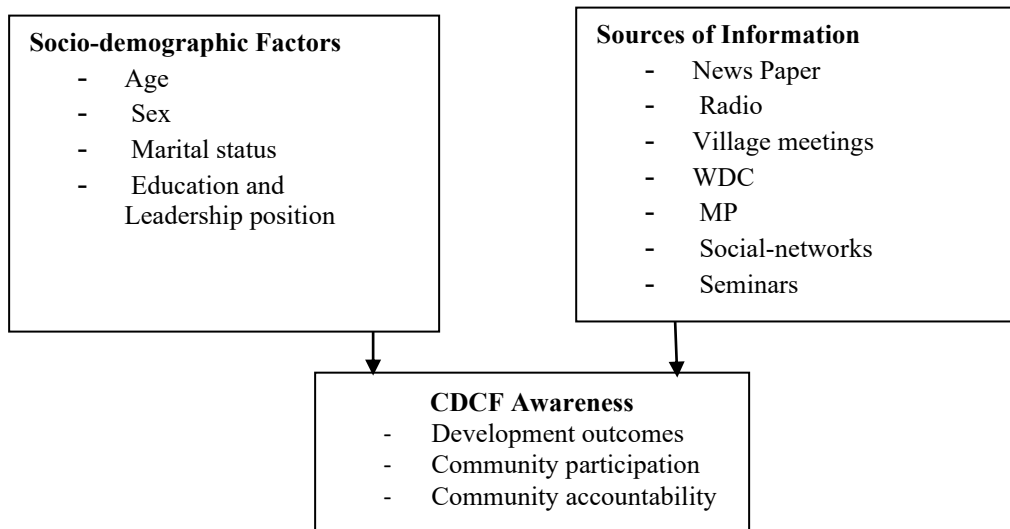 Socio-demographic Factors
- Age
- Sex
- Marital status
- Education and
Leadership position
Sources of Information
- News Paper
- Radio
- Village meetings
- WDC
- MP
- Social-networks
- Seminars
CDCF Awareness
- Development outcomes
- Community participation
- Community accountability